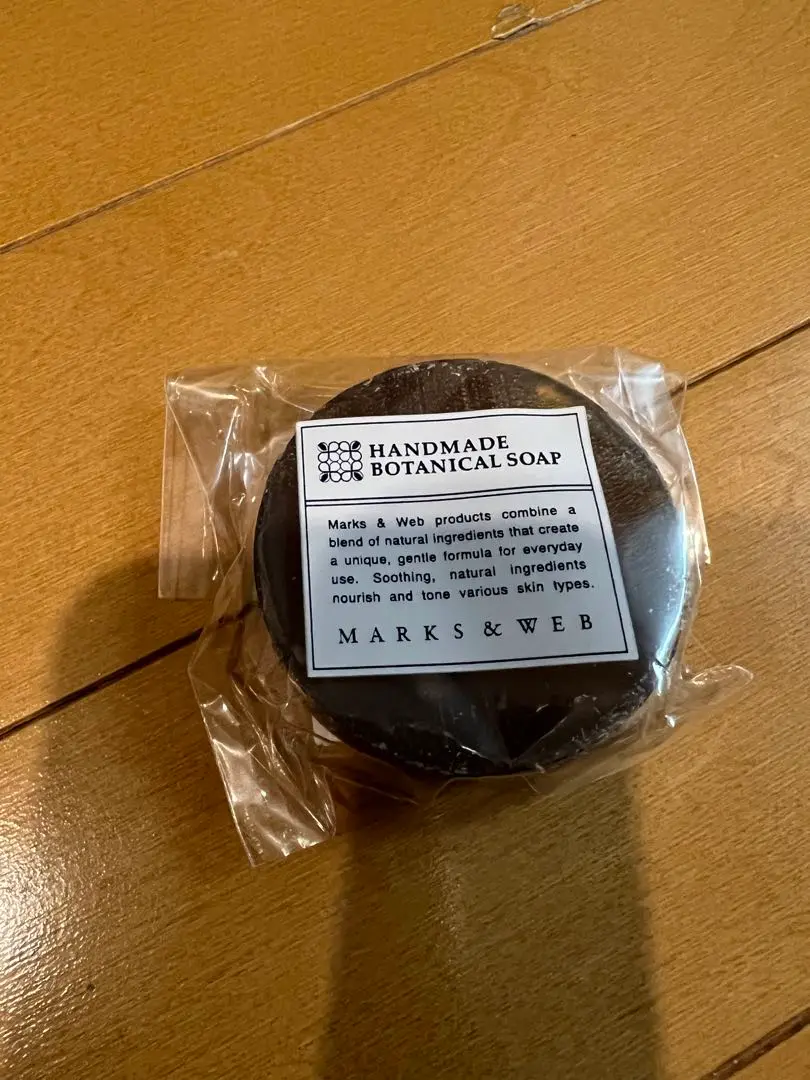 HANDMADE
BOTANICAL SOAP
Marks & Web products combine a
blend of natural ingredients that create
a unique, gentle formula for everyday
use. Soothing, natural ingredients
nourish and tone various skin types.
MARKS & WEB